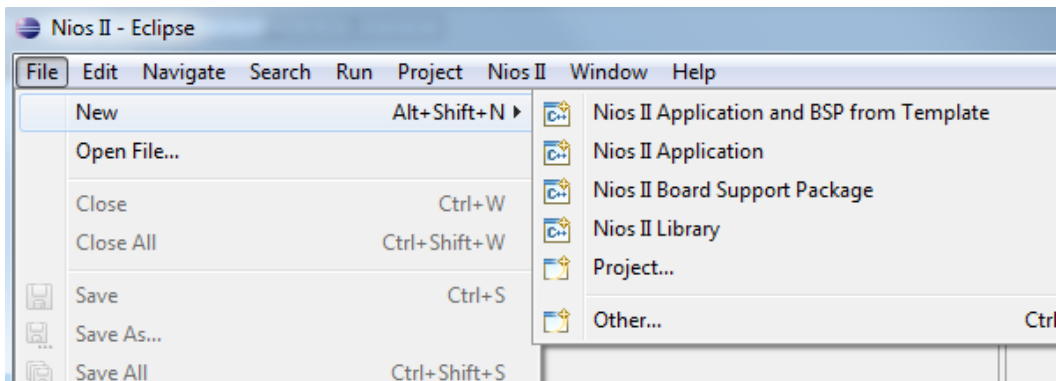 Nios II - Eclipse
File Edit Navigate Search Run Project Nios II Window Help
New Alt+Shift+N
Open File...
Close Ctrl+W
Close All Ctrl+Shift+W
Save Ctrl+S
Save As...
Save All Ctrl+Shift+S
Nios II Application and BSP from Template
Nios II Application
Nios II Board Support Package
Nios II Library
Project...
Other... Ctrl